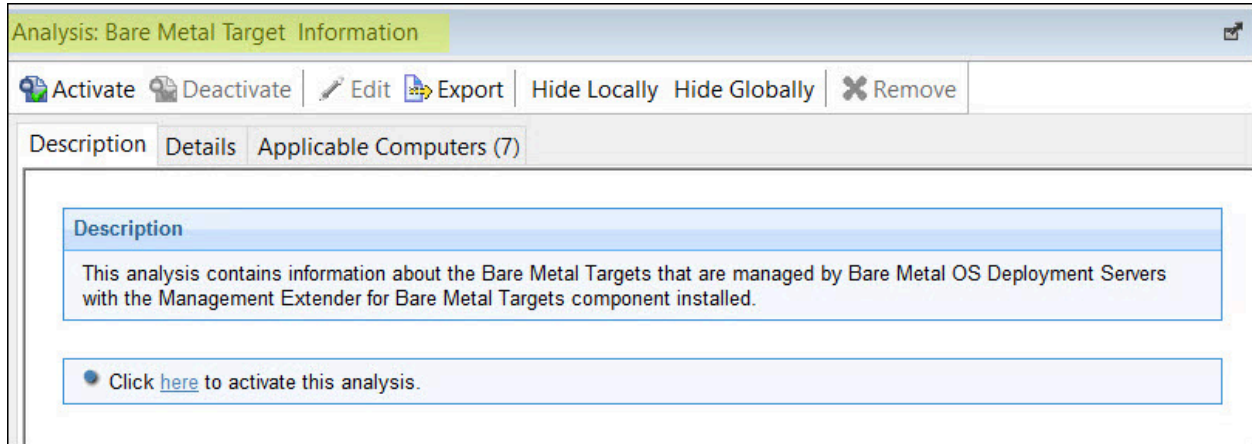 Analysis: Bare Metal Target  Information
Activate Deactivate Edit Export Hide Locally Hide Globally Remove
Description Details Applicable Computers (7)
Description
This analysis contains information about the Bare Metal Targets that are managed by Bare Metal OS Deployment Servers
with the Management Extender for Bare Metal Targets component installed.
Click here to activate this analysis.